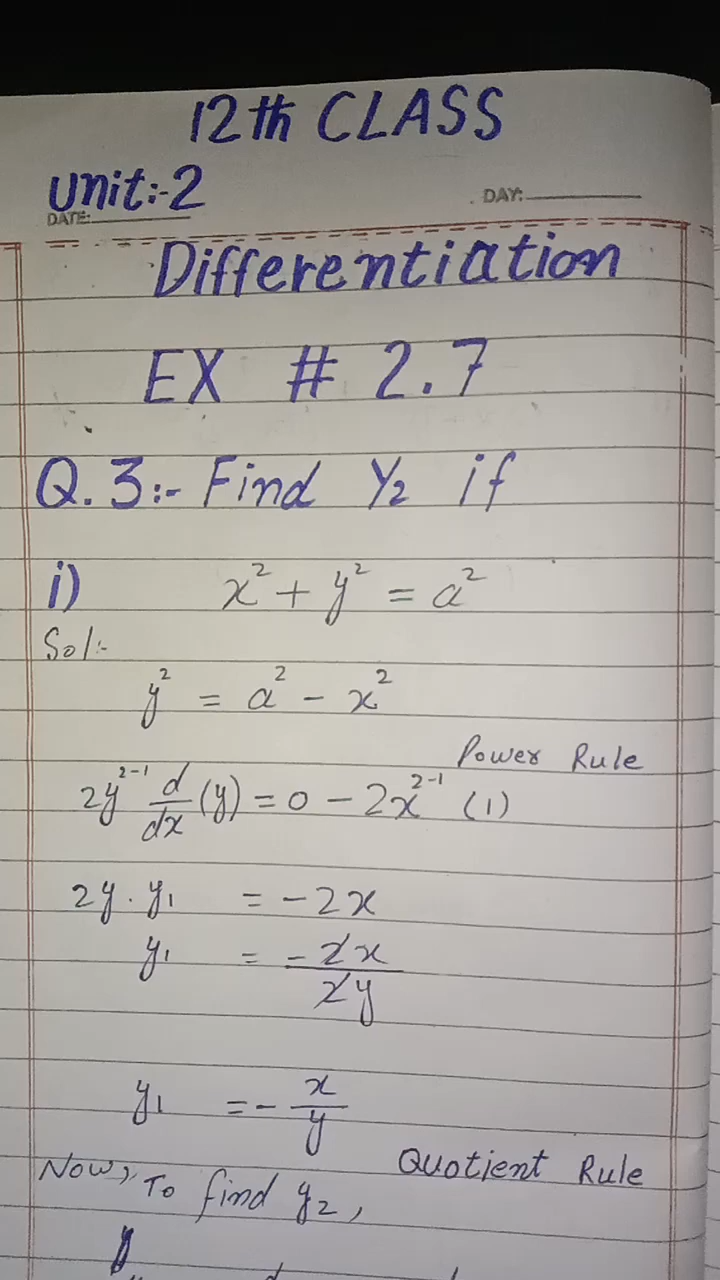 12th CLASS
Unit:-2
DATE: DAY:
Differentiation
EX # 2.7
Q.3:- Find Y₂ if
i) x² + y² = a²
Sol:-
y² = a² - x²
Power Rule
2y²⁻¹ d/dx (y) = 0 - 2x²⁻¹ (1)
2y · y₁ = -2x
y₁ = -2x/2y
y₁ = - x/y
Quotient Rule
Now, To find y₂,